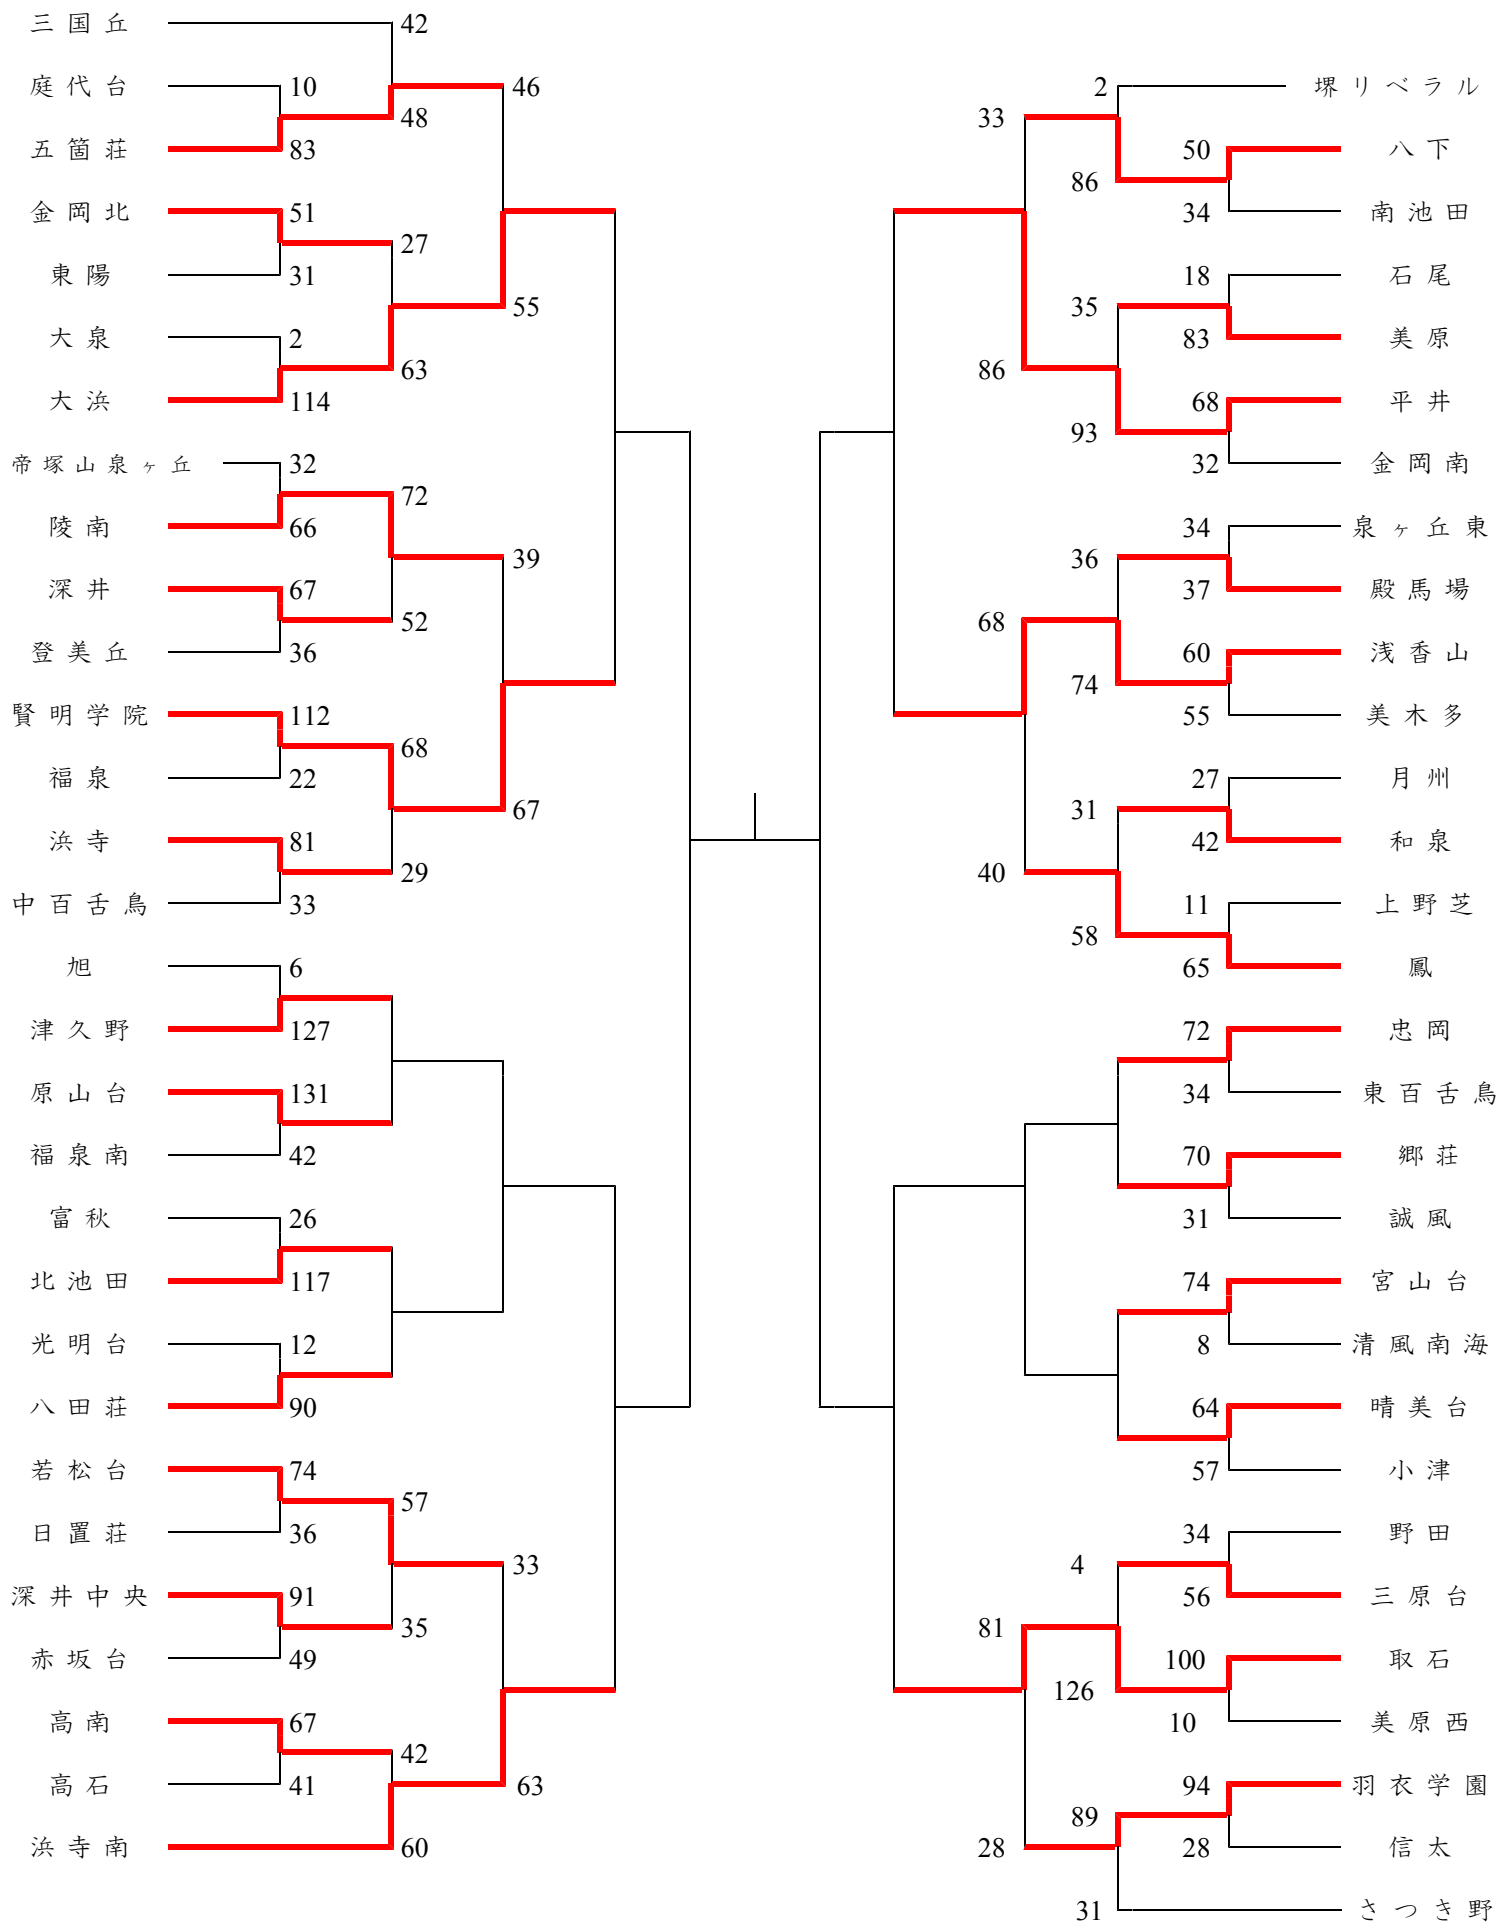 三国丘
42
庭代台
10
46
48
五箇荘
83
金岡北
51
27
東陽
31
55
大泉
2
63
大浜
114
帝塚山泉ヶ丘
32
72
陵南
66
39
深井
67
52
登美丘
36
賢明学院
112
68
福泉
22
67
浜寺
81
29
中百舌鳥
33
旭
6
津久野
127
原山台
131
福泉南
42
富秋
26
北池田
117
光明台
12
八田荘
90
若松台
74
57
日置荘
36
33
深井中央
91
35
赤坂台
49
高南
67
42
高石
41
63
浜寺南
60
2
堺リベラル
33
50
八下
86
34
南池田
18
石尾
35
83
美原
86
68
平井
93
32
金岡南
34
泉ヶ丘東
36
37
殿馬場
68
60
浅香山
74
55
美木多
27
月州
31
42
和泉
40
11
上野芝
58
65
鳳
72
忠岡
34
東百舌鳥
70
郷荘
31
誠風
74
宮山台
8
清風南海
64
晴美台
57
小津
34
野田
4
56
三原台
81
100
取石
126
10
美原西
94
羽衣学園
89
28
28
信太
31
さつき野